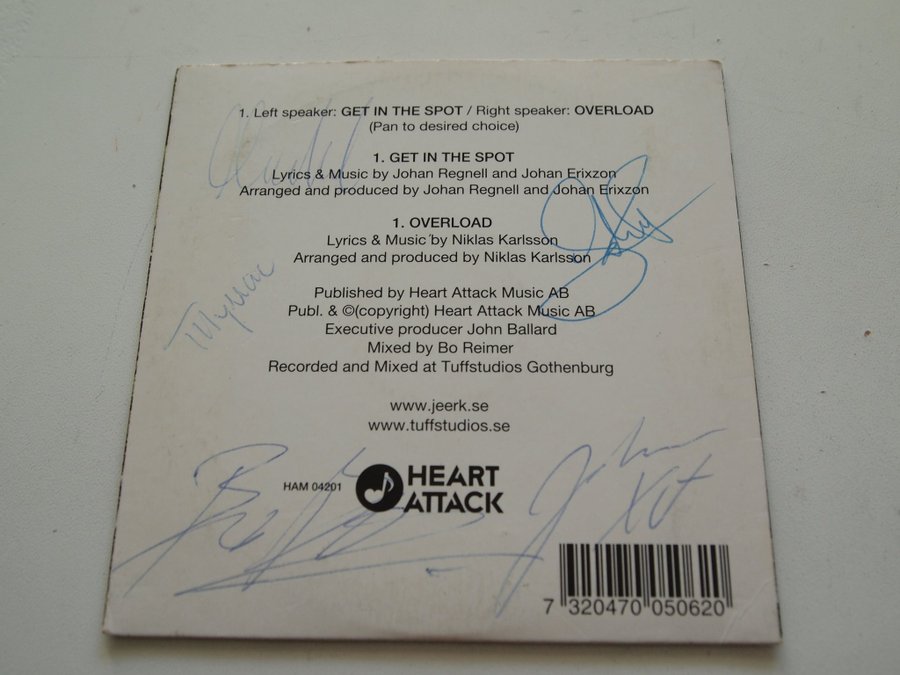 1. Left speaker: GET IN THE SPOT / Right speaker: OVERLOAD
(Pan to desired choice)
1. GET IN THE SPOT
Lyrics & Music by Johan Regnell and Johan Erixzon
Arranged and produced by Johan Regnell and Johan Erixzon
1. OVERLOAD
Lyrics & Music´by Niklas Karlsson
Arranged and produced by Niklas Karlsson
Published by Heart Attack Music AB
Publ. & ©(copyright) Heart Attack Music AB
Executive producer John Ballard
Mixed by Bo Reimer
Recorded and Mixed at Tuffstudios Gothenburg
www.jeerk.se
www.tuffstudios.se
HAM 04201
HEART
ATTACK
7 320470 050620